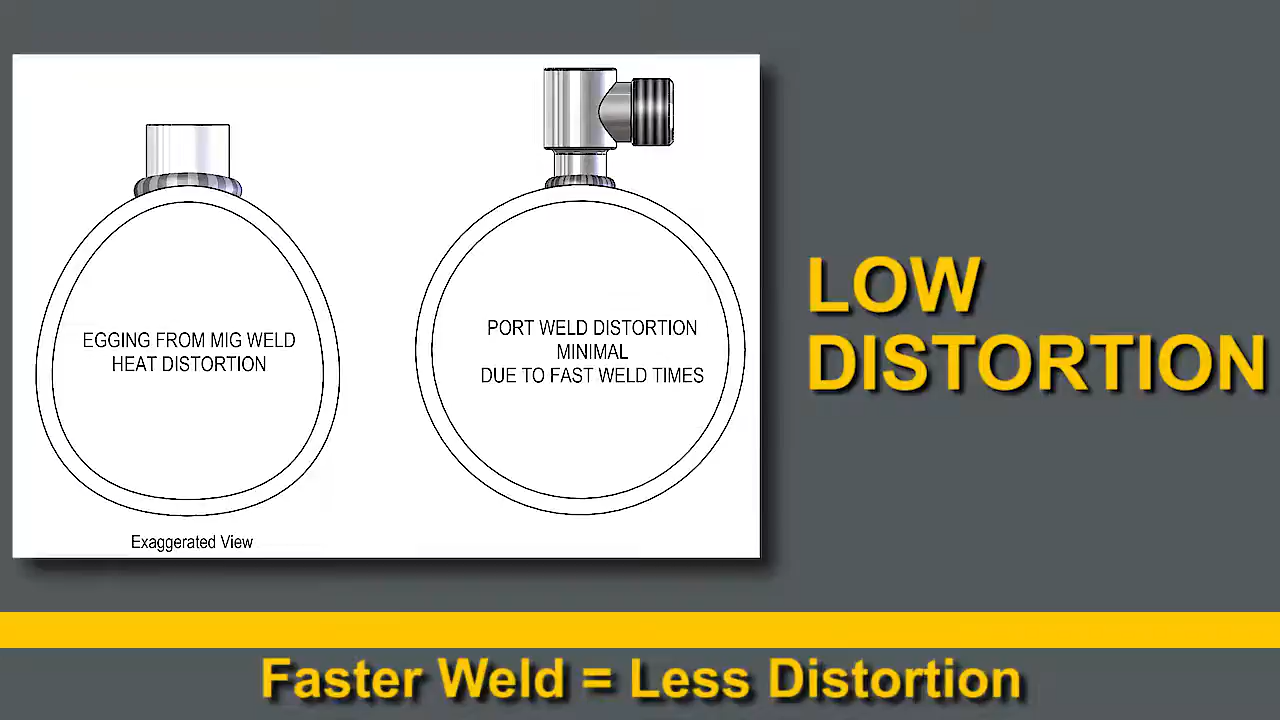 EGGING FROM MIG WELD
HEAT DISTORTION
Exaggerated View
PORT WELD DISTORTION
MINIMAL
DUE TO FAST WELD TIMES
LOW
DISTORTION
Faster Weld = Less Distortion